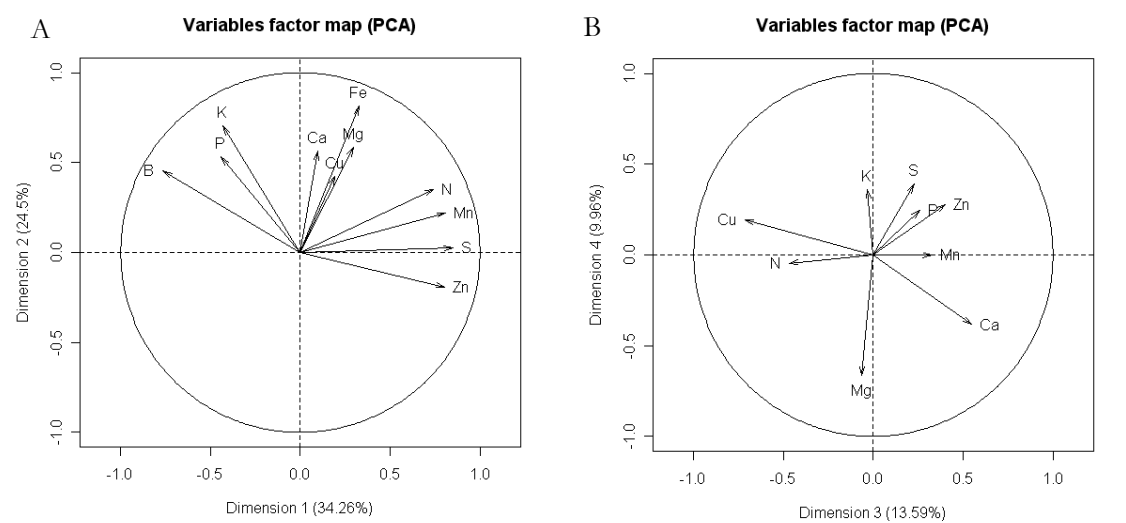 A
Variables factor map (PCA)
Dimension 2 (24.5%)
1.0
0.5
0.0
-0.5
-1.0
Fe
K
Ca
Mg
P
Cu
B
N
Mn
S
Zn
-1.0 -0.5 0.0 0.5 1.0
Dimension 1 (34.26%)
B
Variables factor map (PCA)
Dimension 4 (9.96%)
1.0
0.5
0.0
-0.5
-1.0
K
S
Cu
P
Zn
N
Mn
Ca
Mg
-1.0 -0.5 0.0 0.5 1.0
Dimension 3 (13.59%)